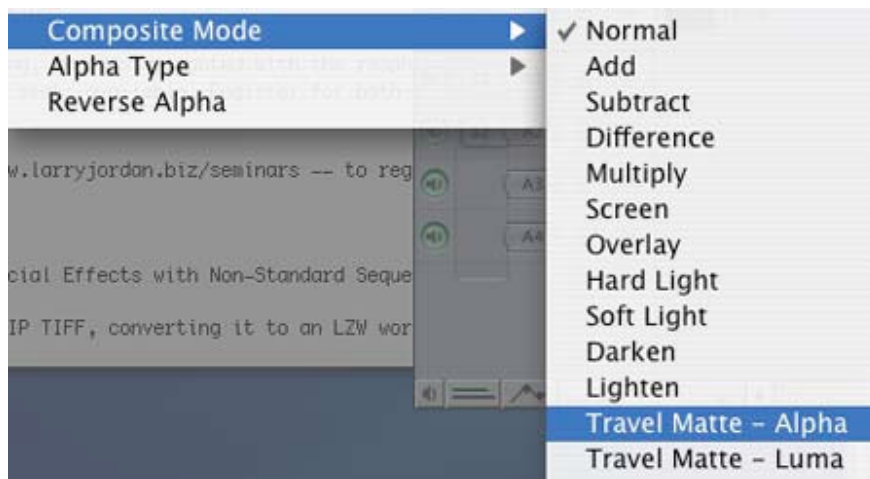 Composite Mode
Alpha Type
Reverse Alpha
w.larryjordan.biz/seminars -- to reg
cial Effects with Non-Standard Seque
IP TIFF, converting it to an LZW wor
A3
A4
✓ Normal
Add
Subtract
Difference
Multiply
Screen
Overlay
Hard Light
Soft Light
Darken
Lighten
Travel Matte - Alpha
Travel Matte - Luma